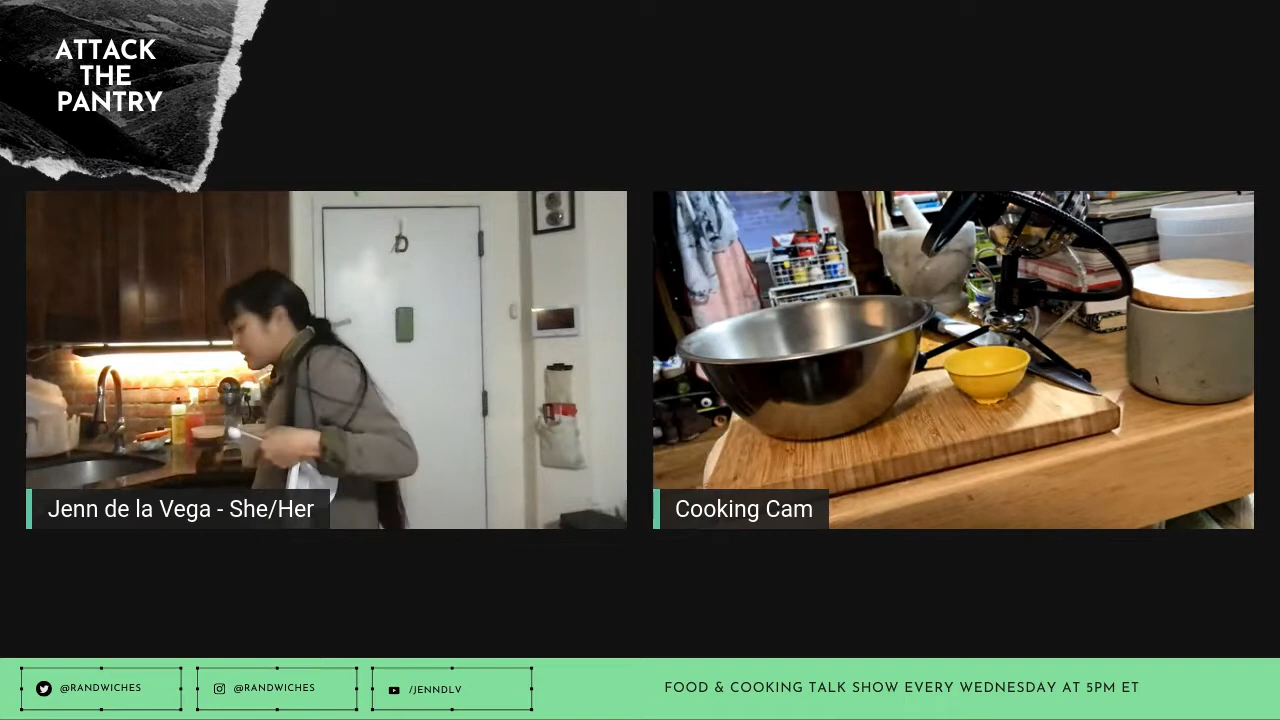 ATTACK
THE
PANTRY
Jenn de la Vega - She/Her
Cooking Cam
@RANDWICHES
@RANDWICHES
/JENNDLV
FOOD & COOKING TALK SHOW EVERY WEDNESDAY AT 5PM ET